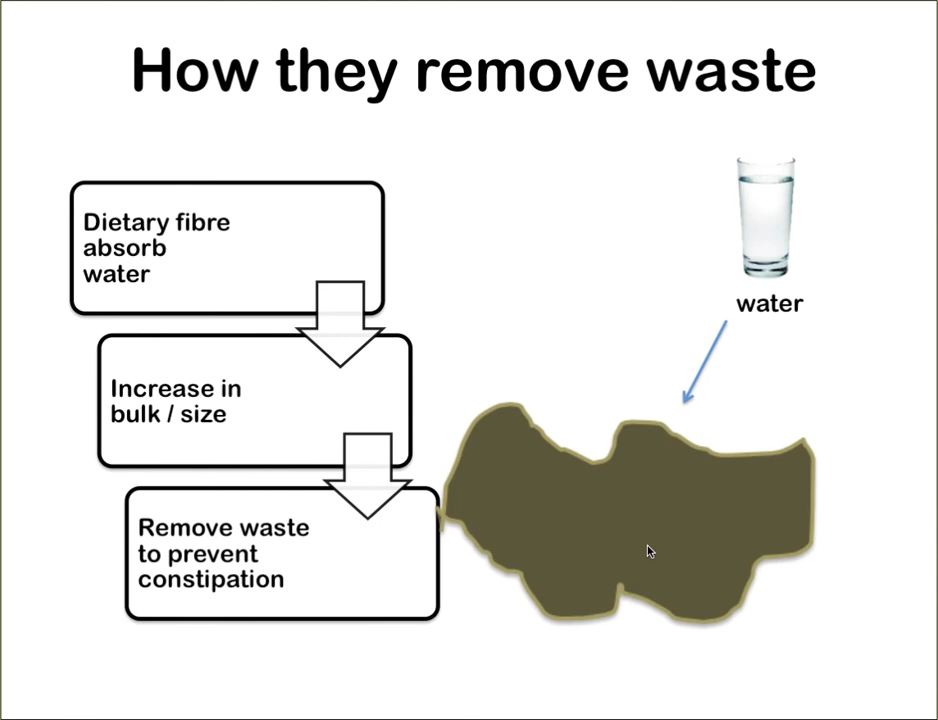 How they remove waste
Dietary fibre
absorb
water
water
Increase in
bulk / size
Remove waste
to prevent
constipation